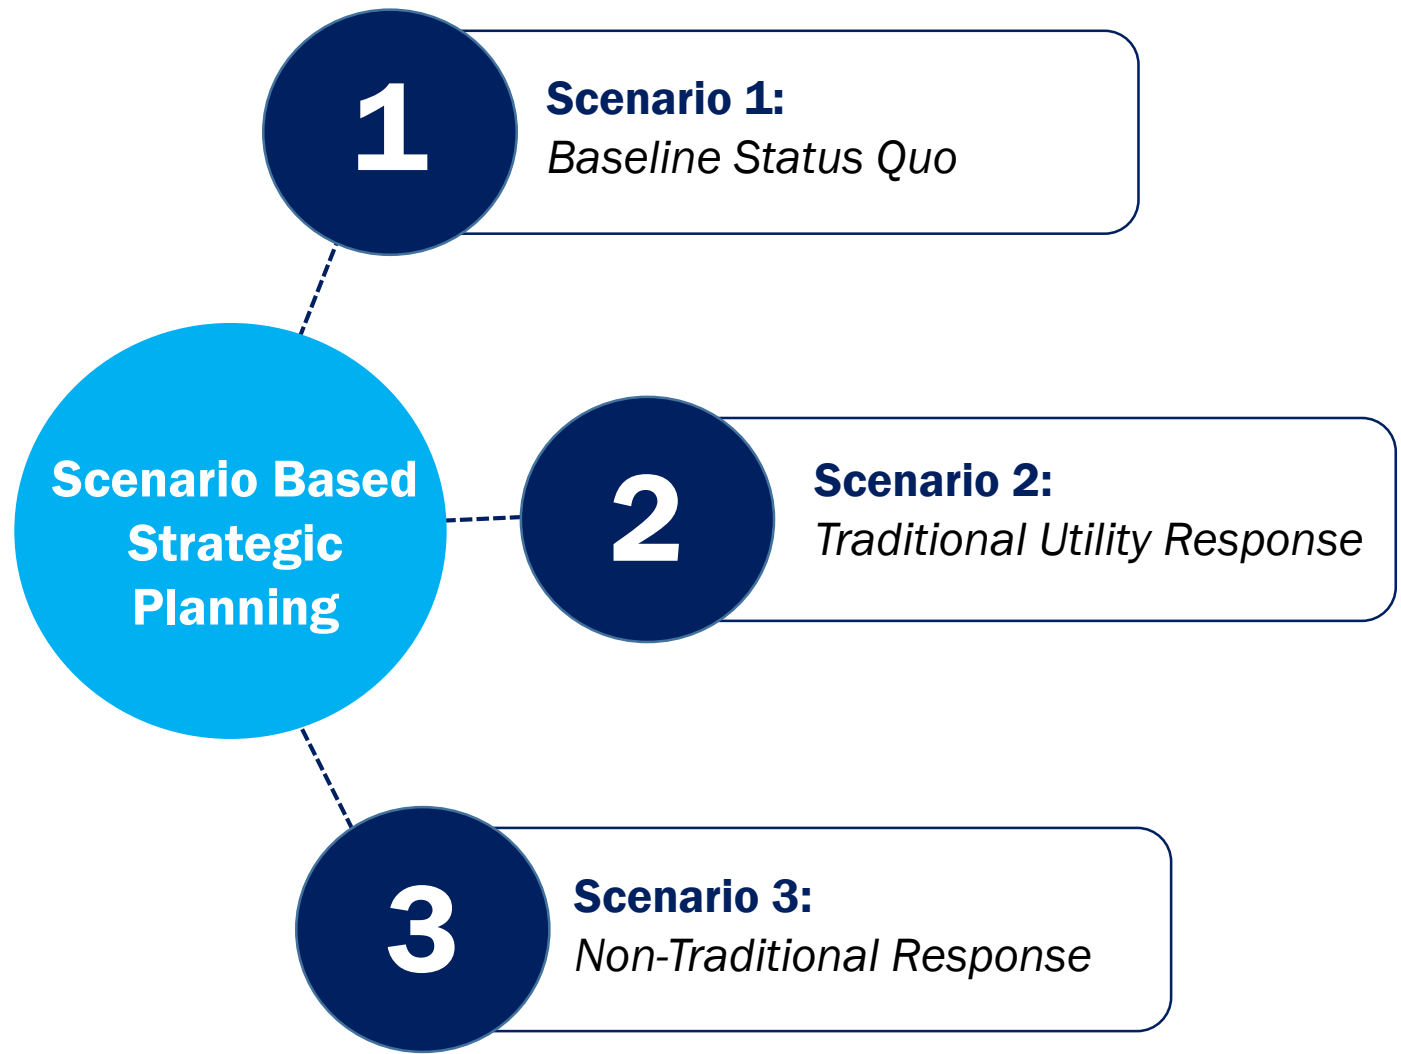 1
Scenario 1:
Baseline Status Quo
Scenario Based
Strategic
Planning
2
Scenario 2:
Traditional Utility Response
3
Scenario 3:
Non-Traditional Response